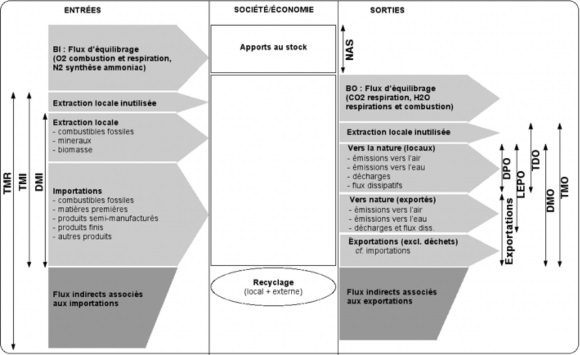 ENTRÉES
BI : Flux d'équilibrage
(O2 combustion et respiration,
N2 synthèse ammoniac)
Extraction locale inutilisée
Extraction locale
- combustibles fossiles
- mineraux
- biomasse
Importations
- combustibles fossiles
- matières premières
- produits semi-manufacturés
- produits finis
- autres produits
Flux indirects associés
aux importations
TMR
TMI
DMI
SOCIÉTÉ/ÉCONOMIE
Apports au stock
Recyclage
(local + externe)
SORTIES
NAS
BO : Flux d'équilibrage
(CO2 respiration, H2O
respirations et combustion)
Extraction locale inutilisée
Vers la nature (locaux)
- émissions vers l'air
- émissions vers l'eau
- décharges
- flux dissipatifs
Vers nature (exportés)
- émissions vers l'air
- émissions vers l'eau
- décharges et flux diss.
Exportations (excl. déchets)
cf. importations
Flux indirects associés
aux exportations
DPO
Exportations
LEPO
TDO
DMO
TMO